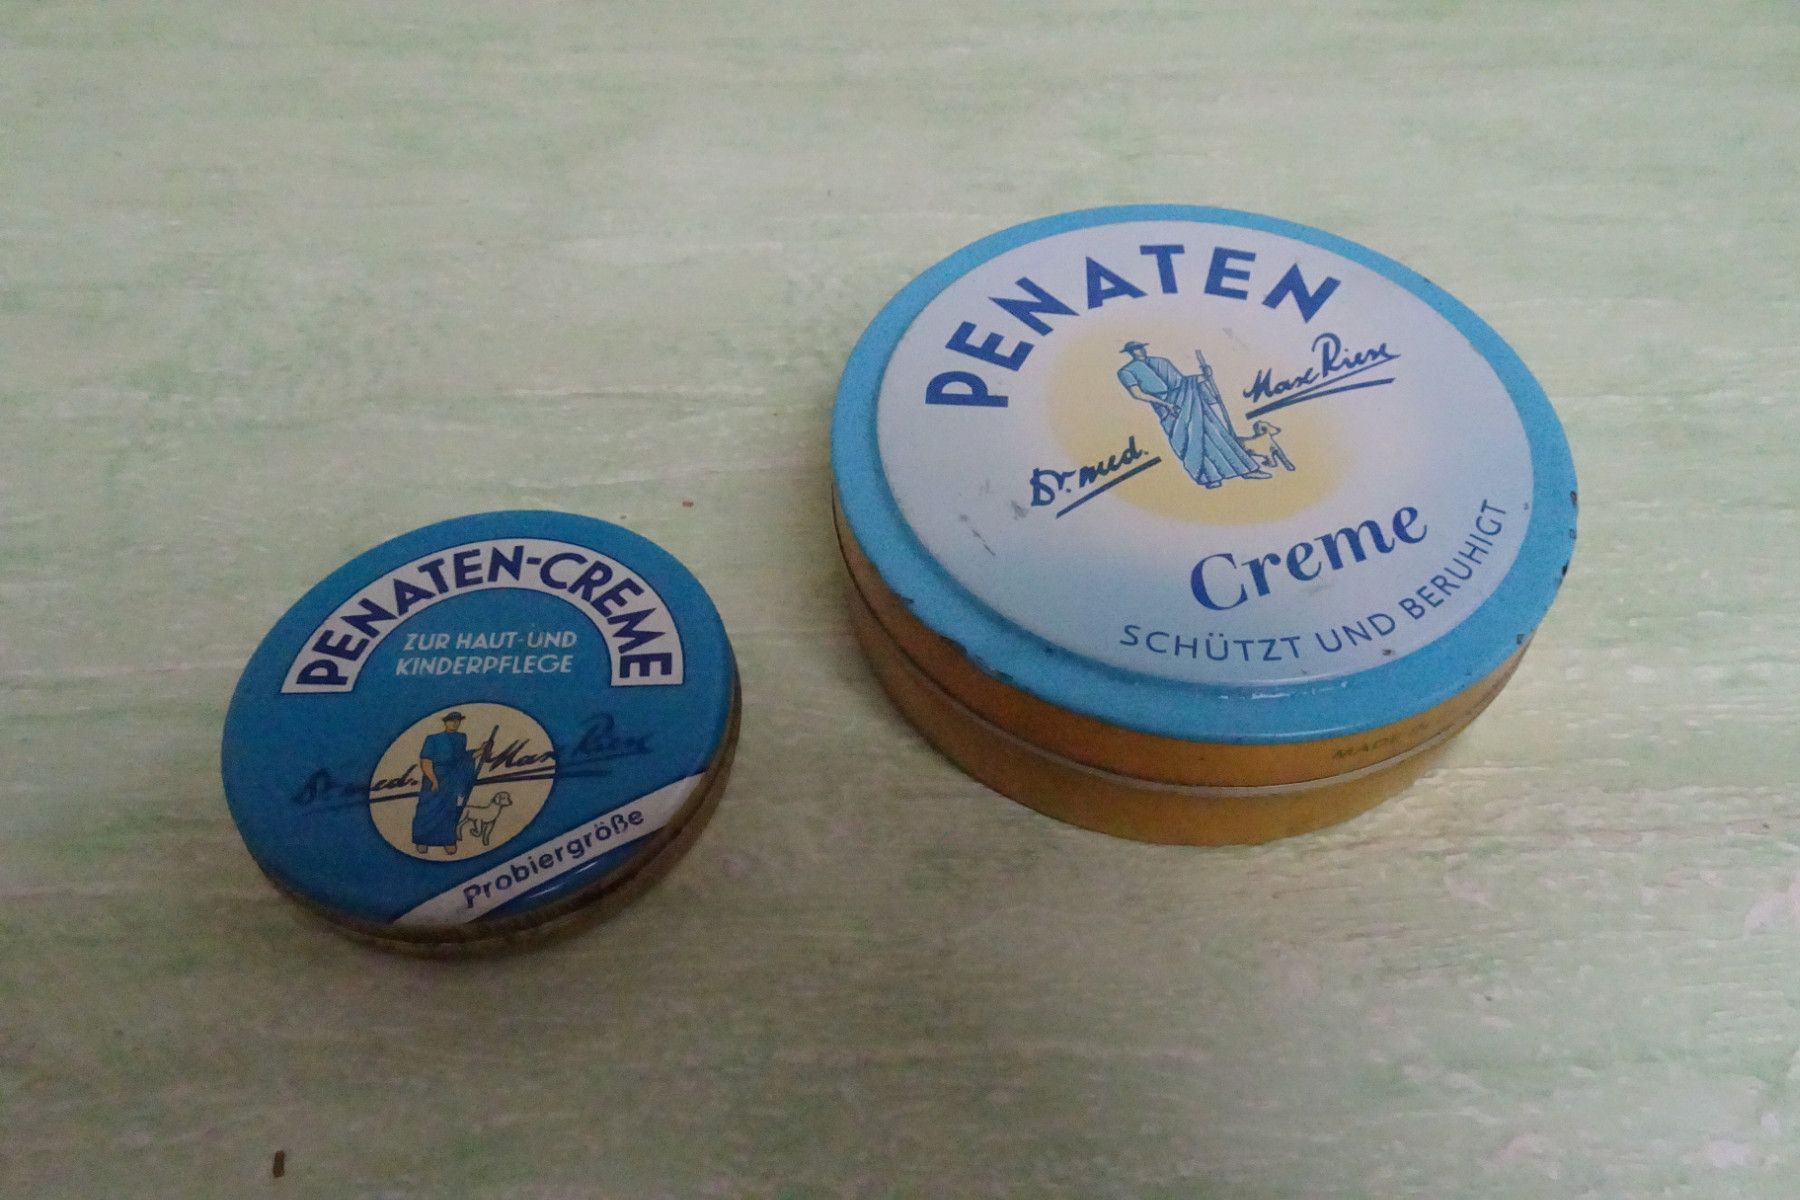 PENATEN-CREME
ZUR HAUT- UND
KINDERPFLEGE
Dr. med. Max Riese
Probiergröße
PENATEN
Dr. med. Max Riese
Creme
SCHÜTZT UND BERUHIGT
MADE